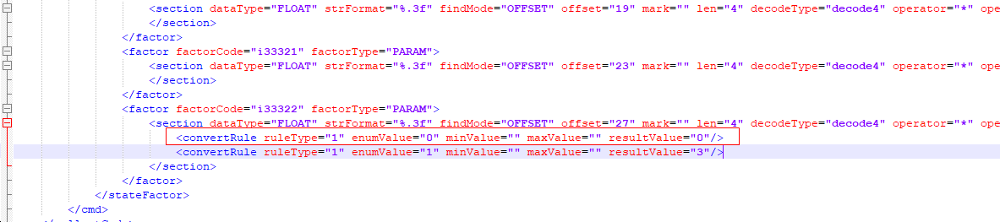 <section dataType="FLOAT" strFormat="%.3f" findMode="OFFSET" offset="19" mark="" len="4" decodeType="decode4" operator="*" ope
</section>
</factor>
<factor factorCode="i33321" factorType="PARAM">
<section dataType="FLOAT" strFormat="%.3f" findMode="OFFSET" offset="23" mark="" len="4" decodeType="decode4" operator="*" ope
</section>
</factor>
<factor factorCode="i33322" factorType="PARAM">
<section dataType="FLOAT" strFormat="%.3f" findMode="OFFSET" offset="27" mark="" len="4" decodeType="decode4" operator="*" ope
<convertRule ruleType="1" enumValue="0" minValue="" maxValue="" resultValue="0"/>
<convertRule ruleType="1" enumValue="1" minValue="" maxValue="" resultValue="3"/>
</section>
</factor>
</stateFactor>
</cmd>